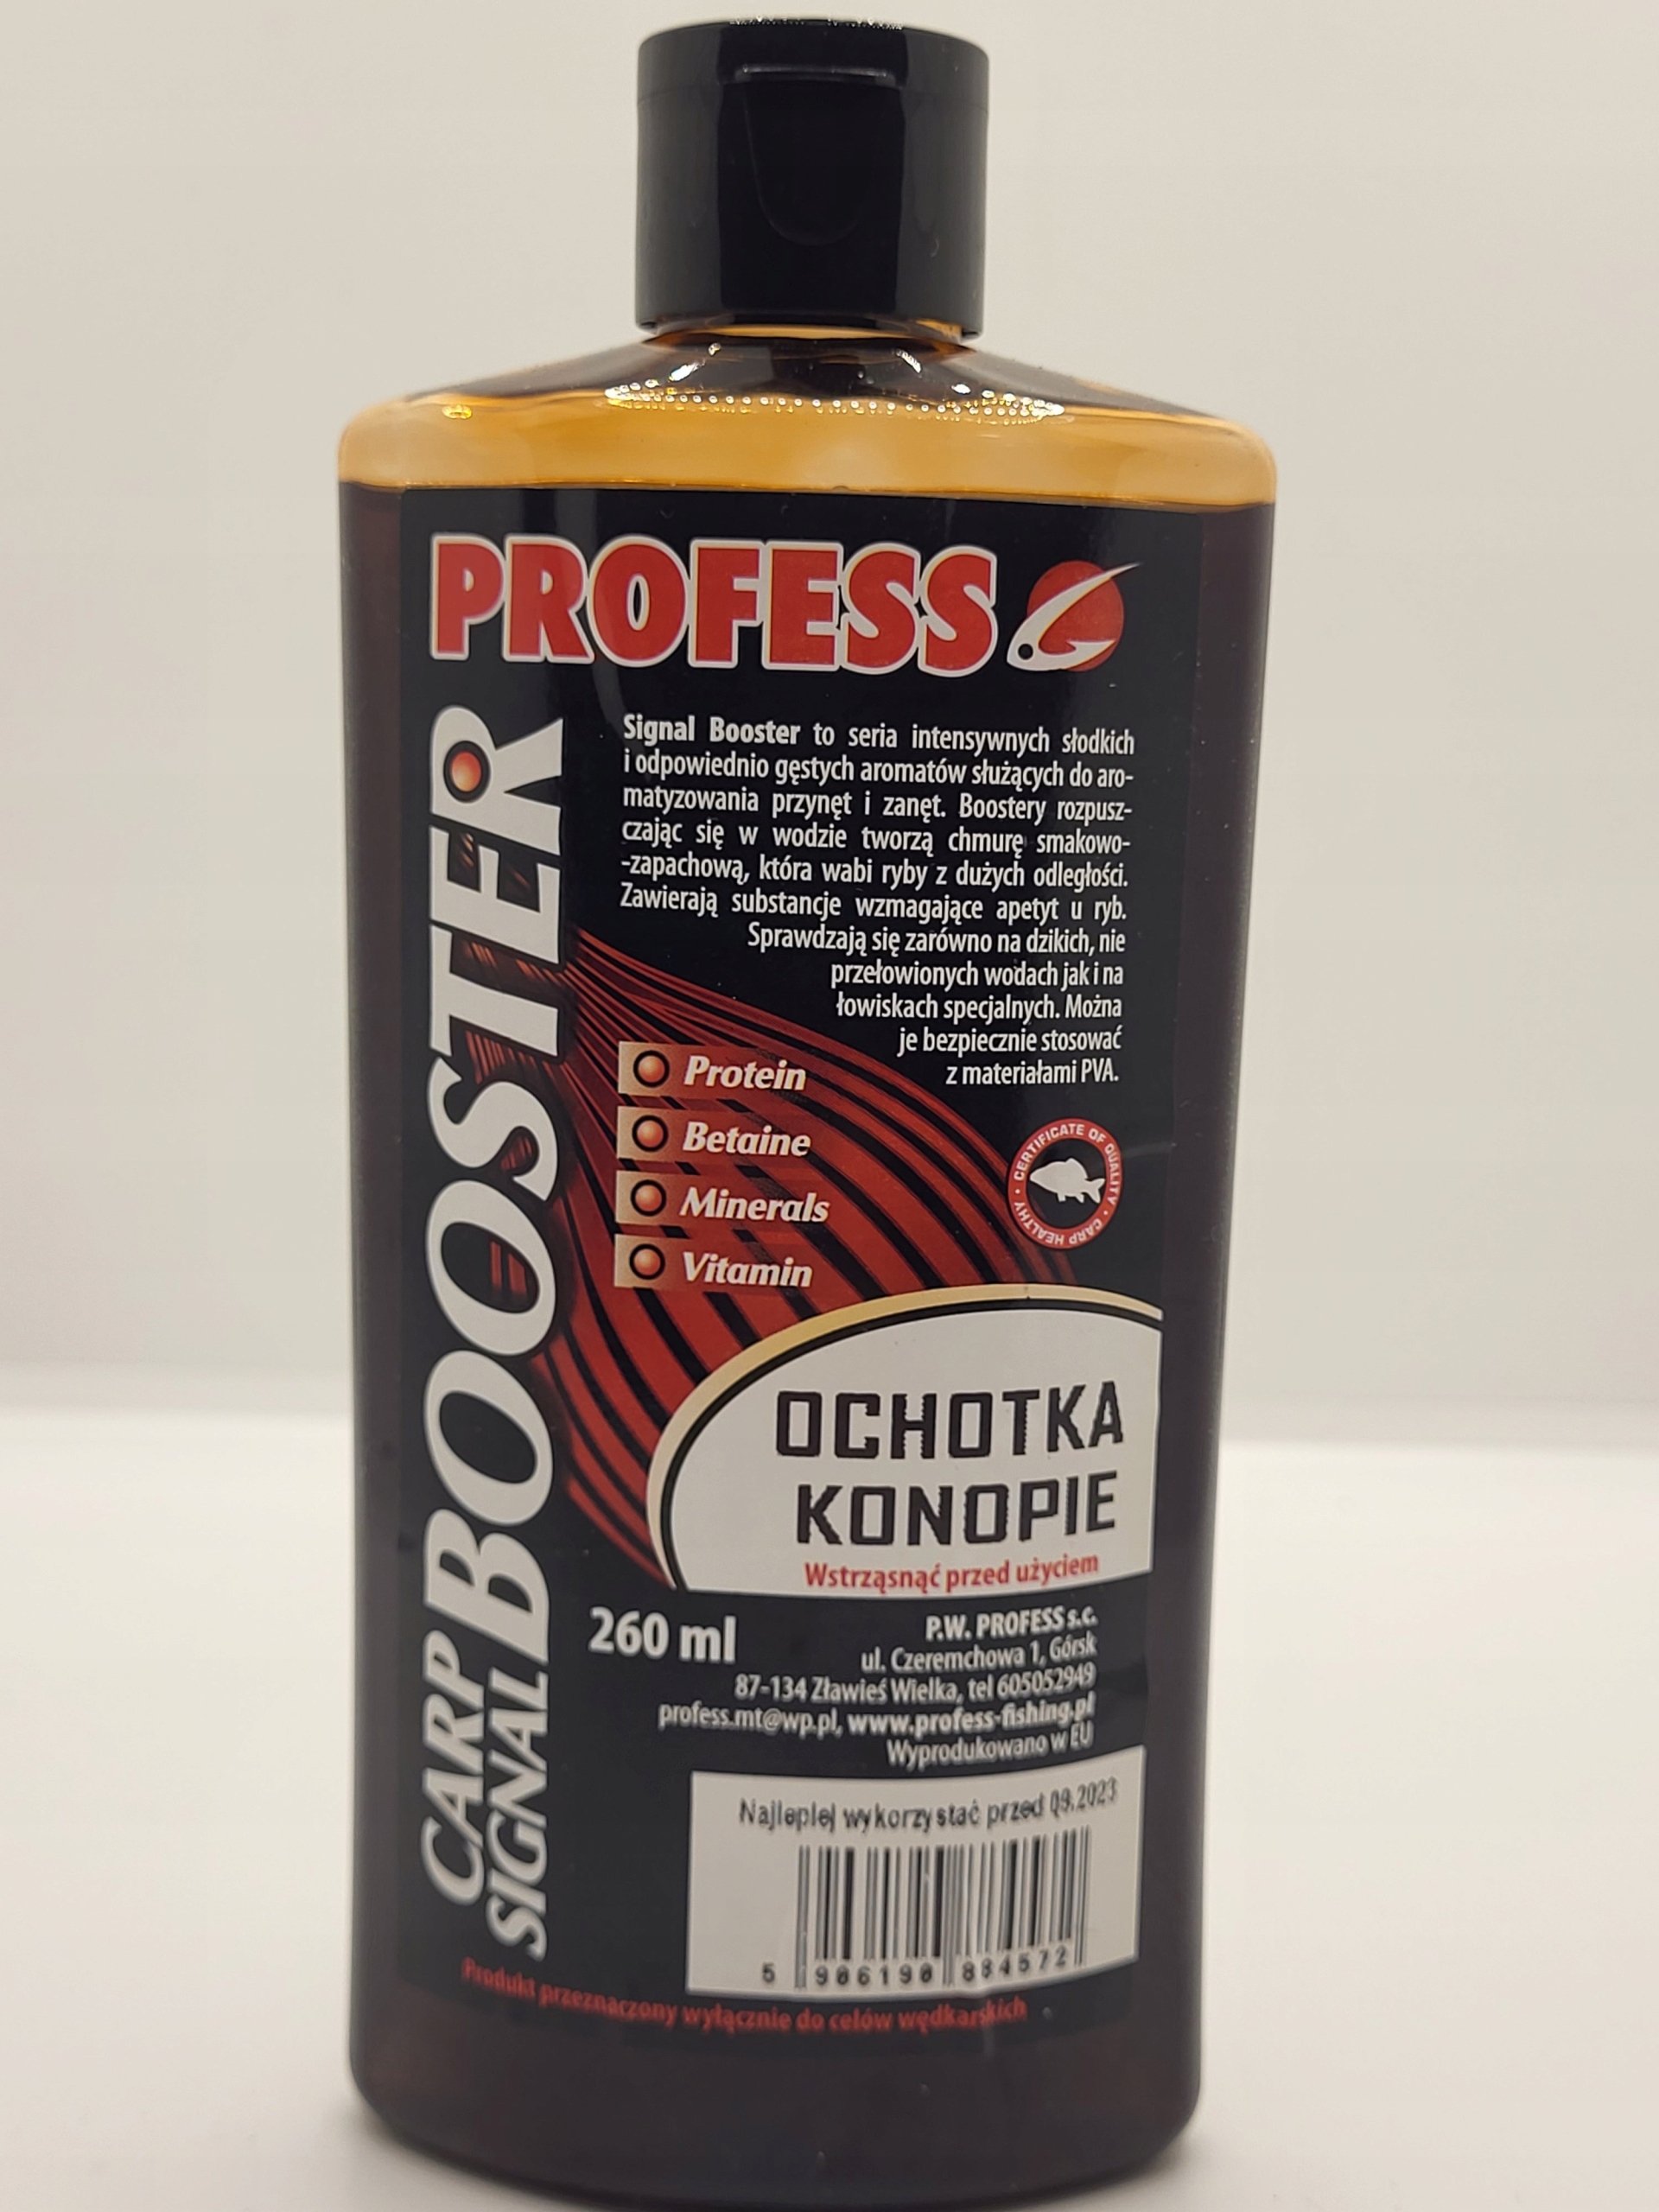 PROFESS
CARP
SIGNAL
BOOSTER
Signal Booster to seria intensywnych słodkich
i odpowiednio gęstych aromatów służących do aro-
matyzowania przynęt i zanęt. Boostery rozpusz-
czając się w wodzie tworzą chmurę smakowo-
-zapachową, która wabi ryby z dużych odległości.
Zawierają substancje wzmagające apetyt u ryb.
Sprawdzają się zarówno na dzikich, nie
przełowionych wodach jak i na
łowiskach specjalnych. Można
je bezpiecznie stosować
z materiałami PVA.
Protein
Betaine
Minerals
Vitamin
CERTIFICATE OF QUALITY • CARP HEALTHY •
OCHOTKA
KONOPIE
Wstrząsnąć przed użyciem
260 ml
P.W. PROFESS s.c.
ul. Czeremchowa 1, Górsk
87-134 Zławieś Wielka, tel 605052949
profess.mt@wp.pl, www.profess-fishing.pl
Wyprodukowano w EU
Najlepiej wykorzystać przed 09.2023
5 906190 884572
Produkt przeznaczony wyłącznie do celów wędkarskich